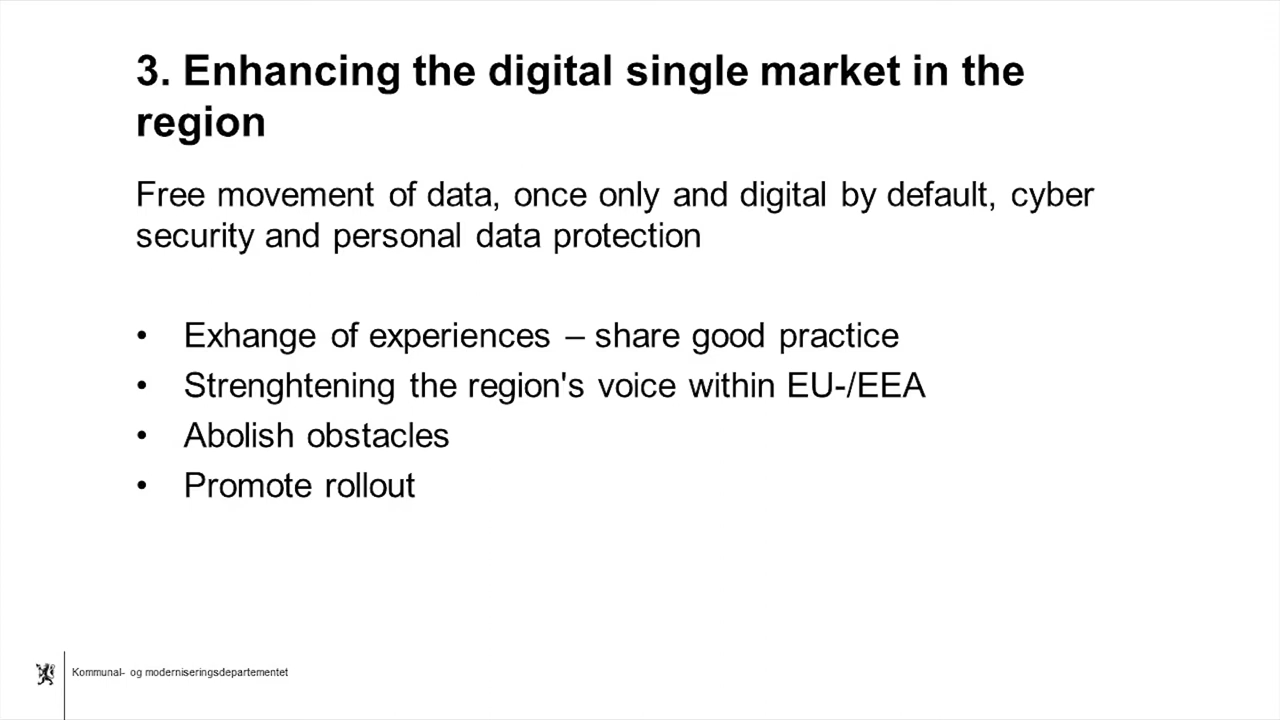 3. Enhancing the digital single market in the
region
Free movement of data, once only and digital by default, cyber
security and personal data protection
• Exhange of experiences – share good practice
• Strenghtening the region's voice within EU-/EEA
• Abolish obstacles
• Promote rollout
Kommunal- og moderniseringsdepartementet